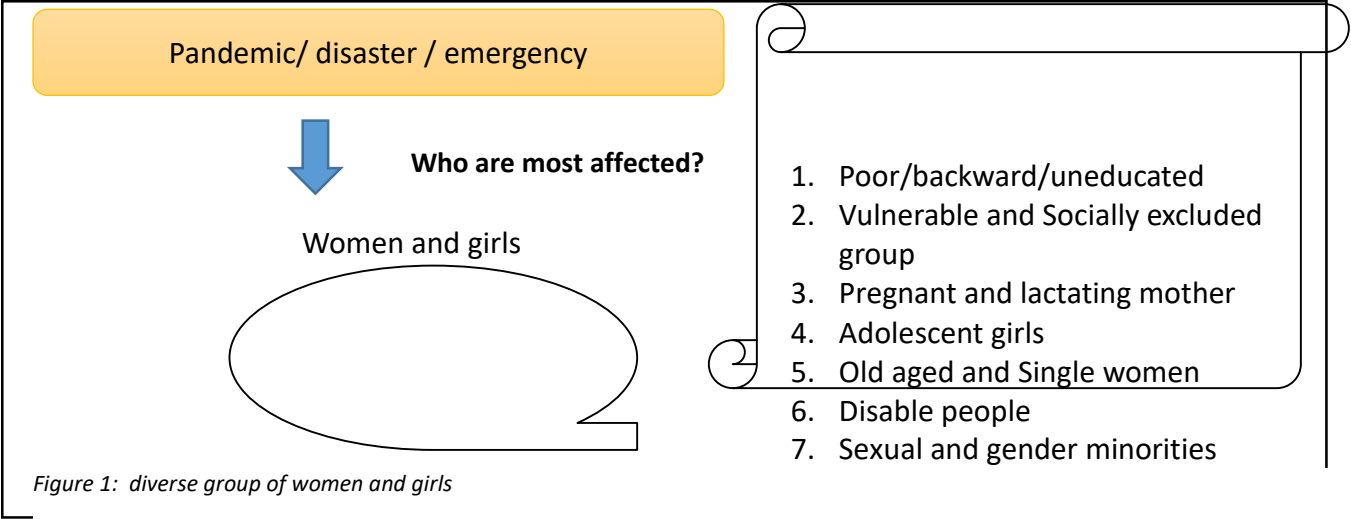 Pandemic/ disaster / emergency
Who are most affected?
Women and girls
1. Poor/backward/uneducated
2. Vulnerable and Socially excluded
group
3. Pregnant and lactating mother
4. Adolescent girls
5. Old aged and Single women
6. Disable people
7. Sexual and gender minorities
Figure 1: diverse group of women and girls